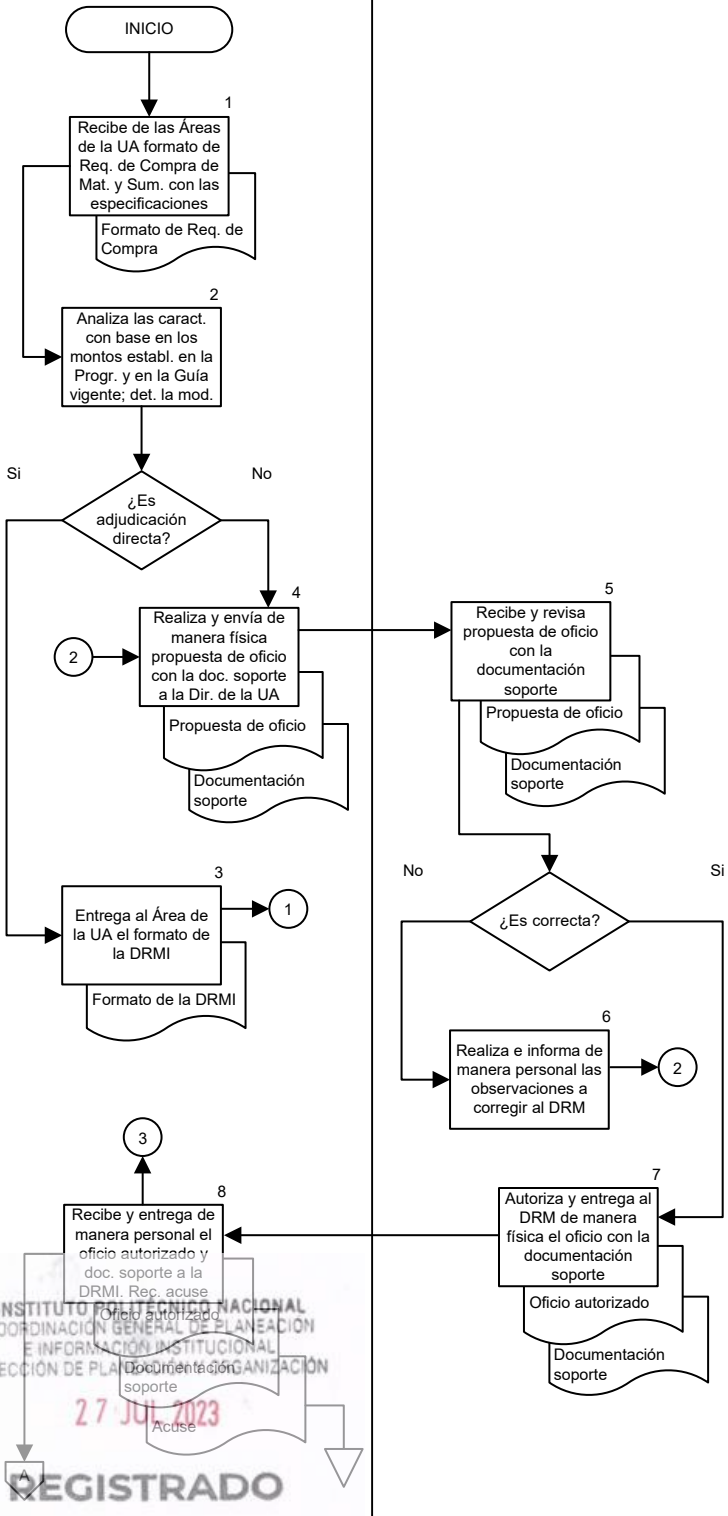 INICIO
1
Recibe de las Áreas
de la UA formato de
Req. de Compra de
Mat. y Sum. con las
especificaciones
Formato de Req. de
Compra
2
Analiza las caract.
con base en los
montos establ. en la
Progr. y en la Guía
vigente; det. la mod.
Si
No
¿Es
adjudicación
directa?
4
Realiza y envía de
manera física
propuesta de oficio
con la doc. soporte
a la Dir. de la UA
2
Propuesta de oficio
Documentación
soporte
5
Recibe y revisa
propuesta de oficio
con la
documentación
soporte
Propuesta de oficio
Documentación
soporte
3
Entrega al Área de
la UA el formato de
la DRMI
1
Formato de la DRMI
No
Si
¿Es correcta?
6
Realiza e informa de
manera personal las
observaciones a
corregir al DRM
2
7
Autoriza y entrega al
DRM de manera
física el oficio con la
documentación
soporte
Oficio autorizado
Documentación
soporte
3
8
Recibe y entrega de
manera personal el
oficio autorizado y
doc. soporte a la
DRMI. Rec. acuse
Oficio autorizado
Documentación
soporte
Acuse
A
NSTITUTO POLITÉCNICO NACIONAL
OORDINACIÓN GENERAL DE PLANEACIÓN
E INFORMACIÓN INSTITUCIONAL
ECCIÓN DE PLANEACIÓN Y ORGANIZACIÓN
27 JUL 2023
REGISTRADO